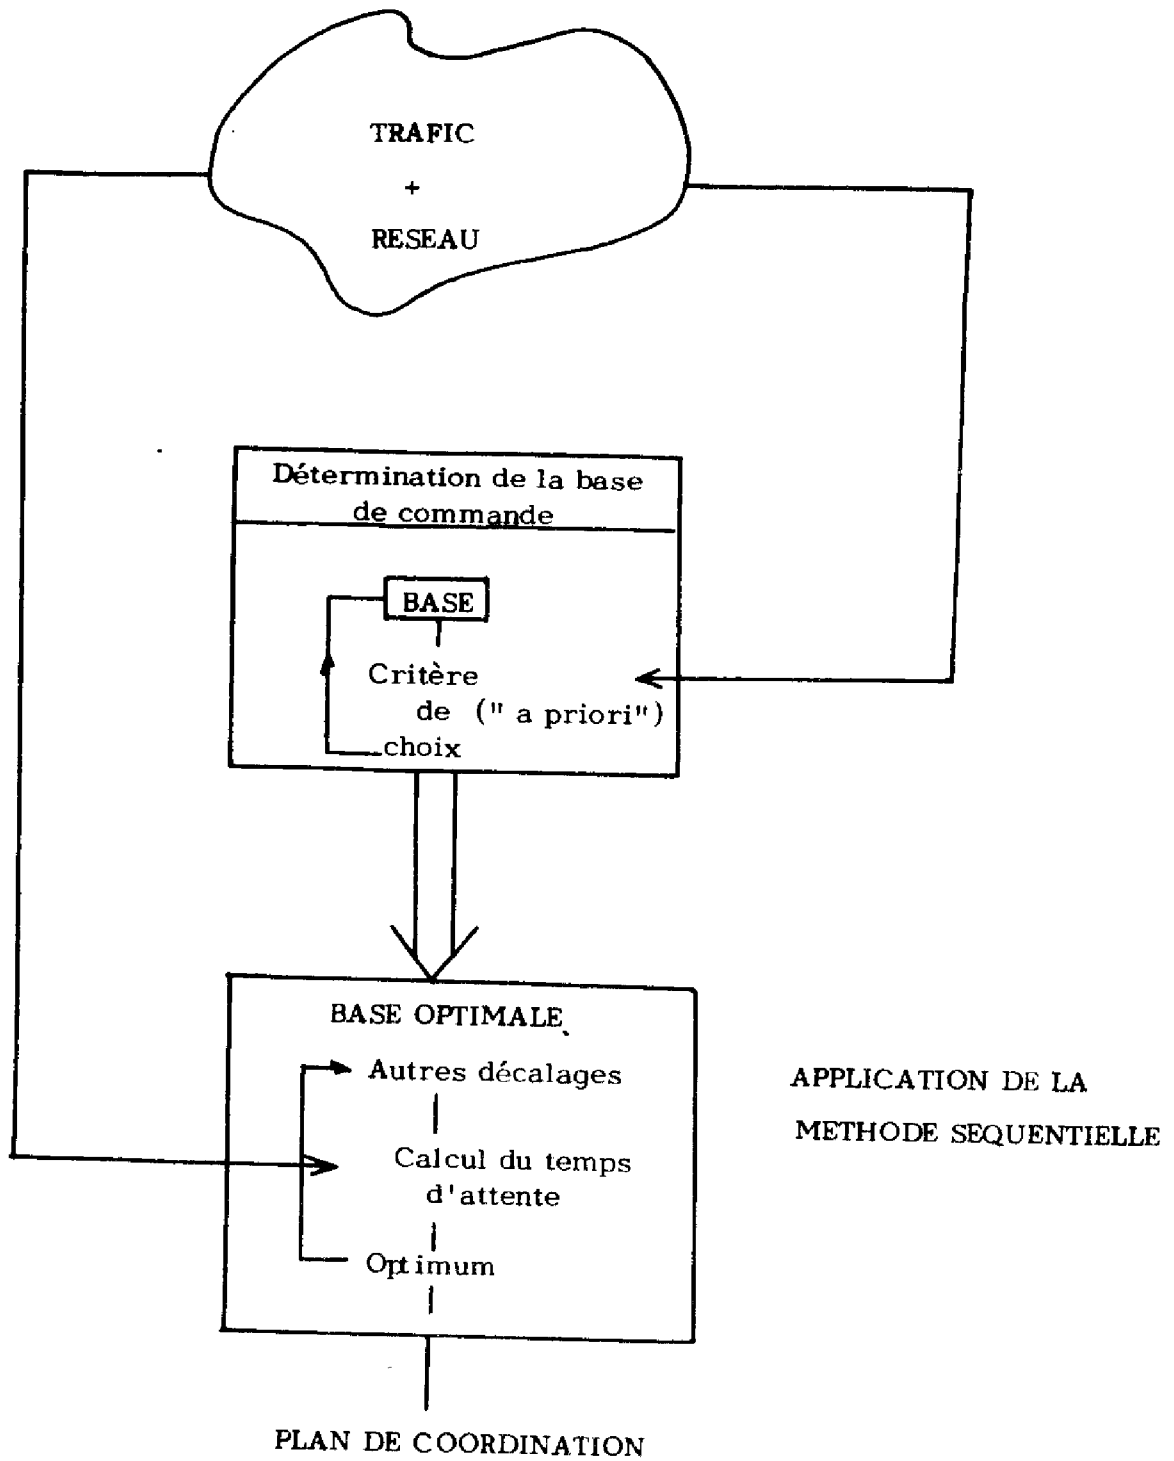 TRAFIC
+
RESEAU
Détermination de la base
de commande
BASE
Critère
de (" a priori")
choix
BASE OPTIMALE
Autres décalages
Calcul du temps
d'attente
Optimum
APPLICATION DE LA
METHODE SEQUENTIELLE
PLAN DE COORDINATION